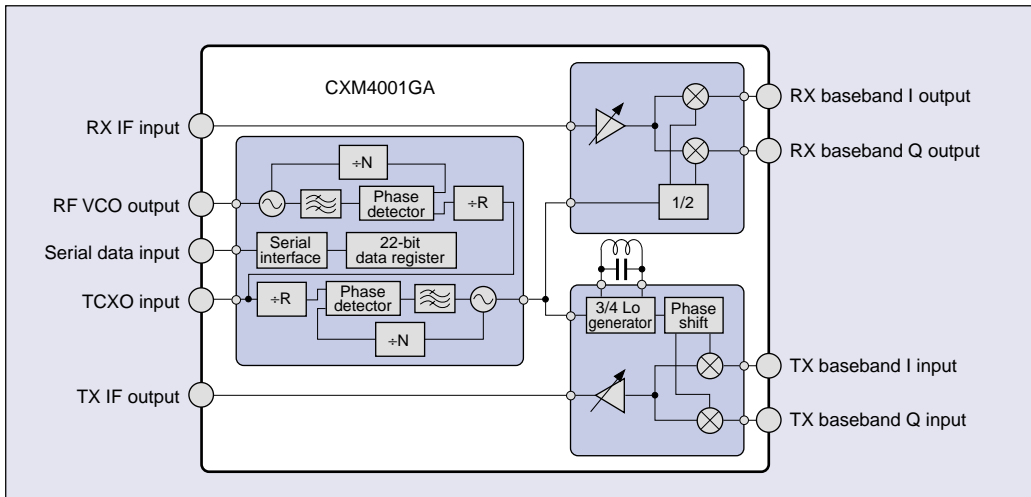 CXM4001GA
RX IF input
RF VCO output
Serial data input
TCXO input
TX IF output
÷N
Phase
detector
÷R
Serial
interface
22-bit
data register
÷R
Phase
detector
÷N
1/2
3/4 Lo
generator
Phase
shift
RX baseband I output
RX baseband Q output
TX baseband I input
TX baseband Q input